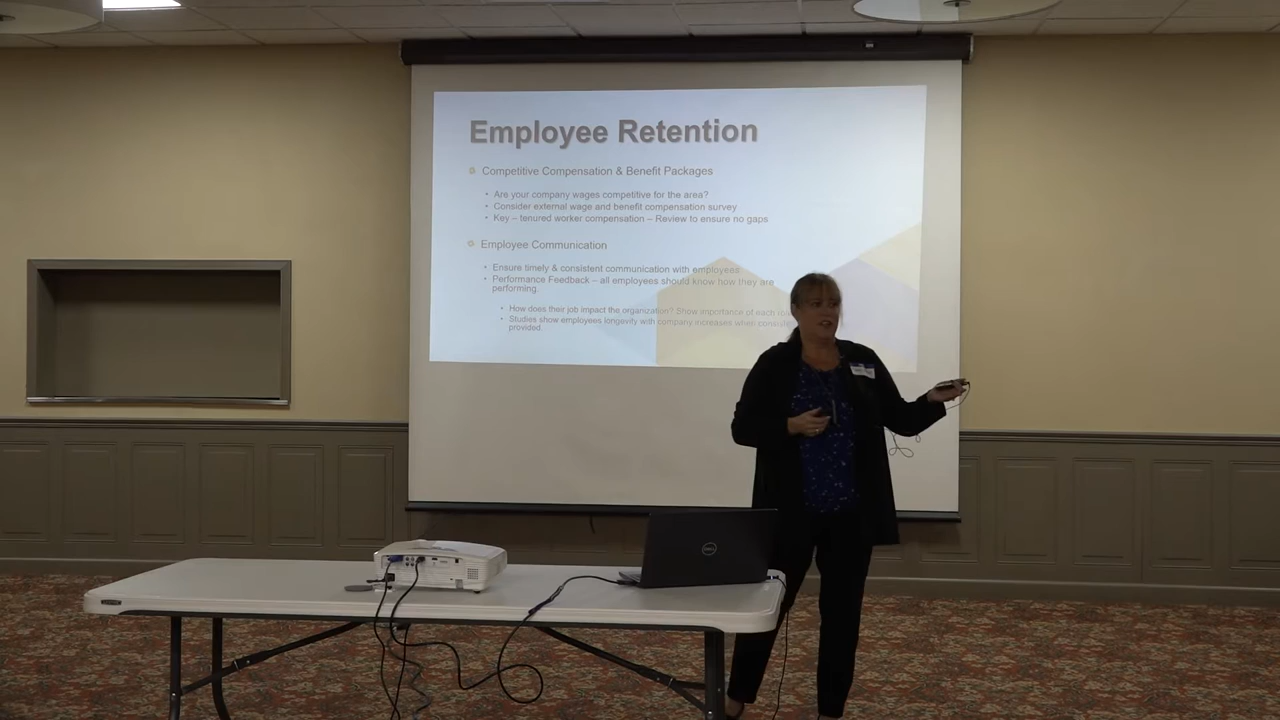 Employee Retention
Competitive Compensation & Benefit Packages
• Are your company wages competitive for the area?
• Consider external wage and benefit compensation survey
• Key – tenured worker compensation – Review to ensure no gaps
Employee Communication
• Ensure timely & consistent communication with employees
• Performance Feedback – all employees should know how they are
performing.
• How does their job impact the organization? Show importance of each
• Studies show employees longevity with company increases when
provided.
DELL